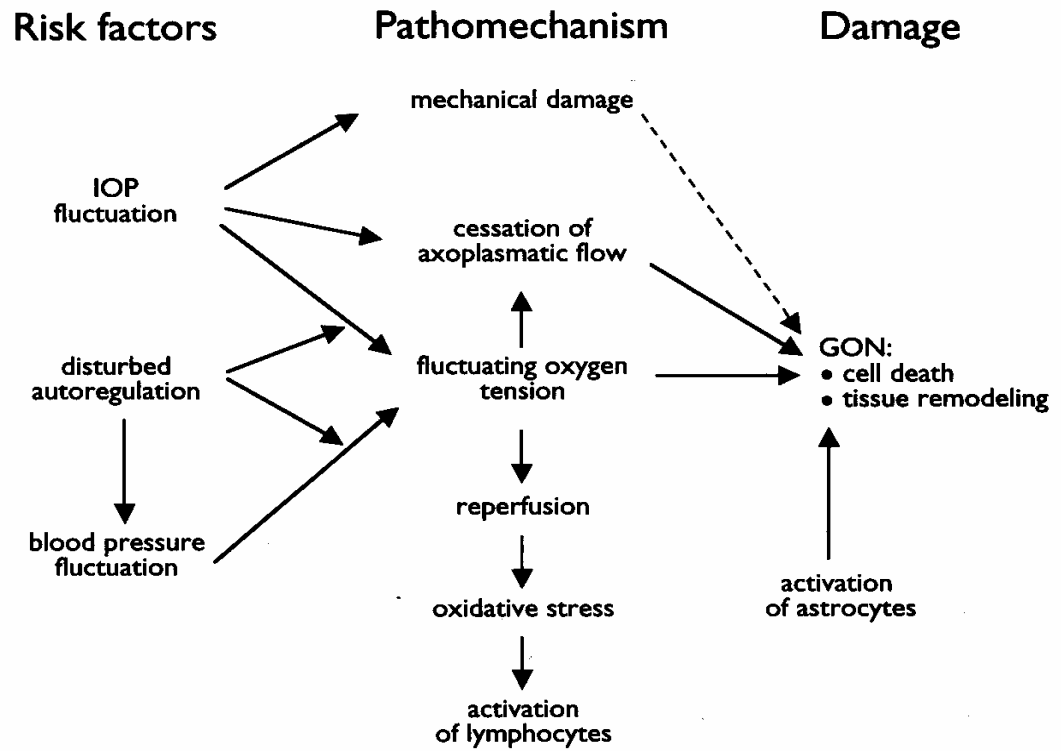 Risk factors
Pathomechanism
Damage
mechanical damage
IOP
fluctuation
cessation of
axoplasmatic flow
disturbed
autoregulation
fluctuating oxygen
tension
GON:
• cell death
• tissue remodeling
reperfusion
blood pressure
fluctuation
oxidative stress
activation
of astrocytes
activation
of lymphocytes